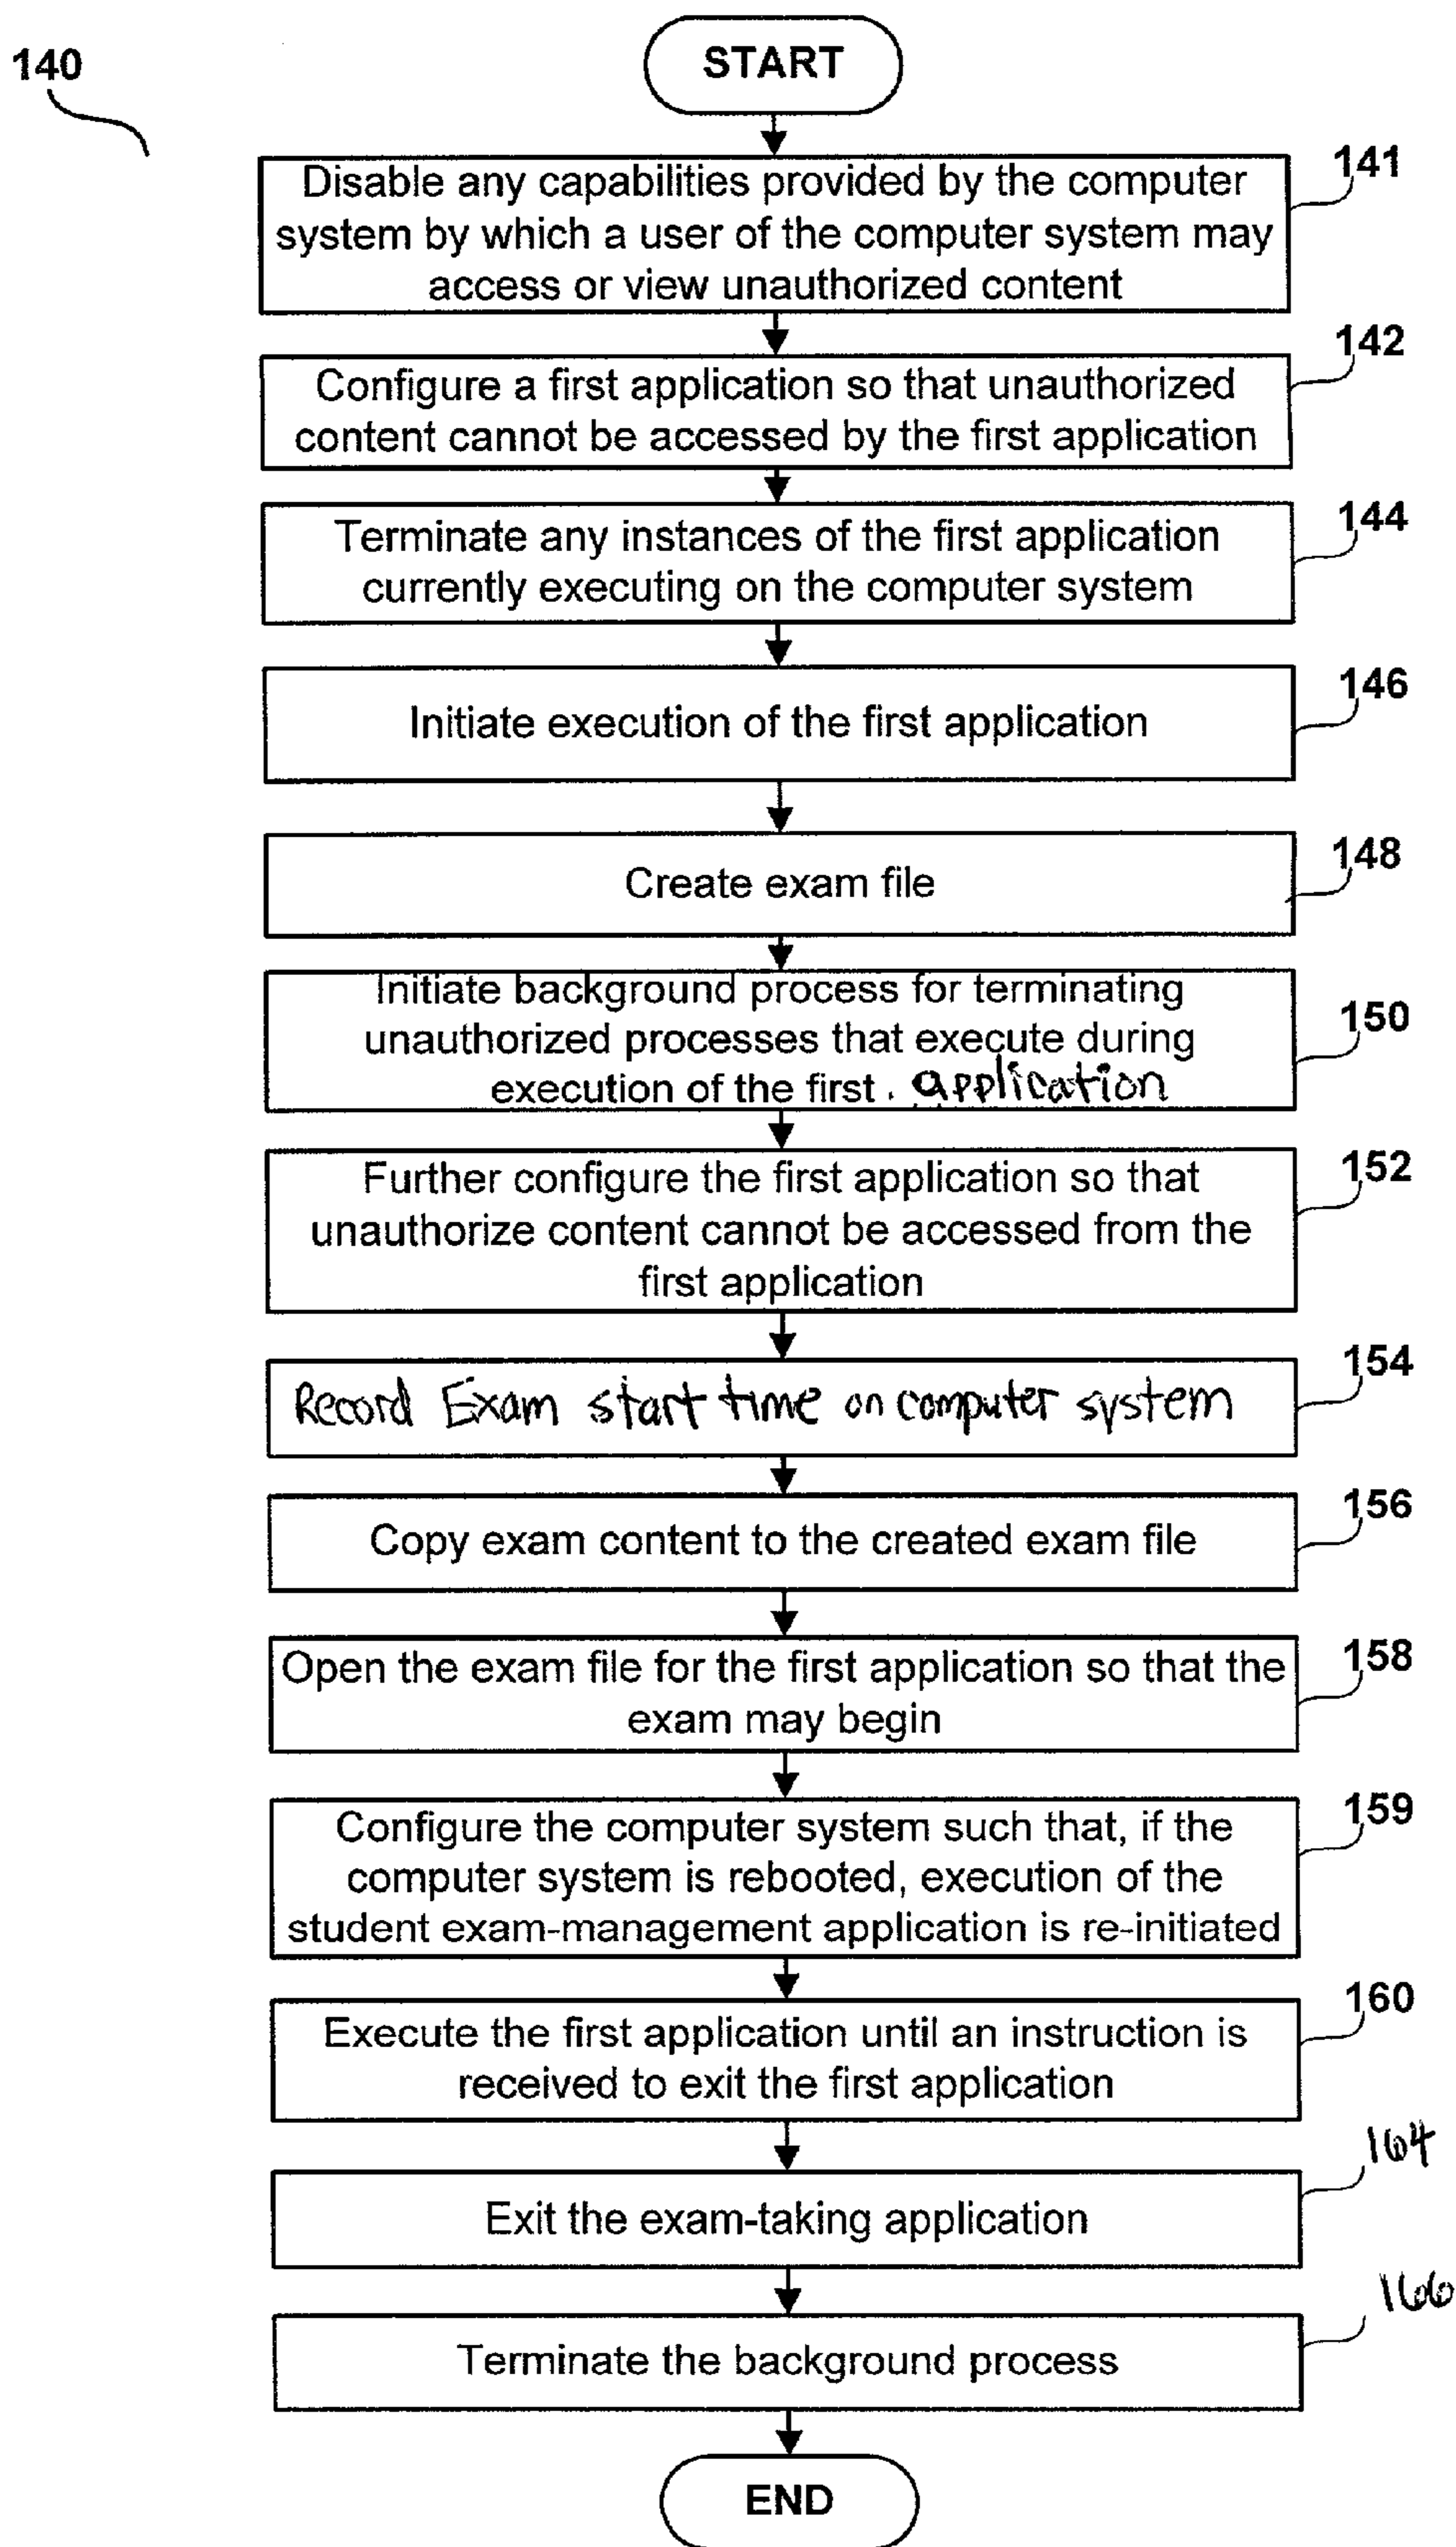 140
START
141
Disable any capabilities provided by the computer
system by which a user of the computer system may
access or view unauthorized content
142
Configure a first application so that unauthorized
content cannot be accessed by the first application
144
Terminate any instances of the first application
currently executing on the computer system
146
Initiate execution of the first application
148
Create exam file
150
Initiate background process for terminating
unauthorized processes that execute during
execution of the first . application
152
Further configure the first application so that
unauthorize content cannot be accessed from the
first application
154
Record Exam start time on computer system
156
Copy exam content to the created exam file
158
Open the exam file for the first application so that the
exam may begin
159
Configure the computer system such that, if the
computer system is rebooted, execution of the
student exam-management application is re-initiated
160
Execute the first application until an instruction is
received to exit the first application
164
Exit the exam-taking application
166
Terminate the background process
END